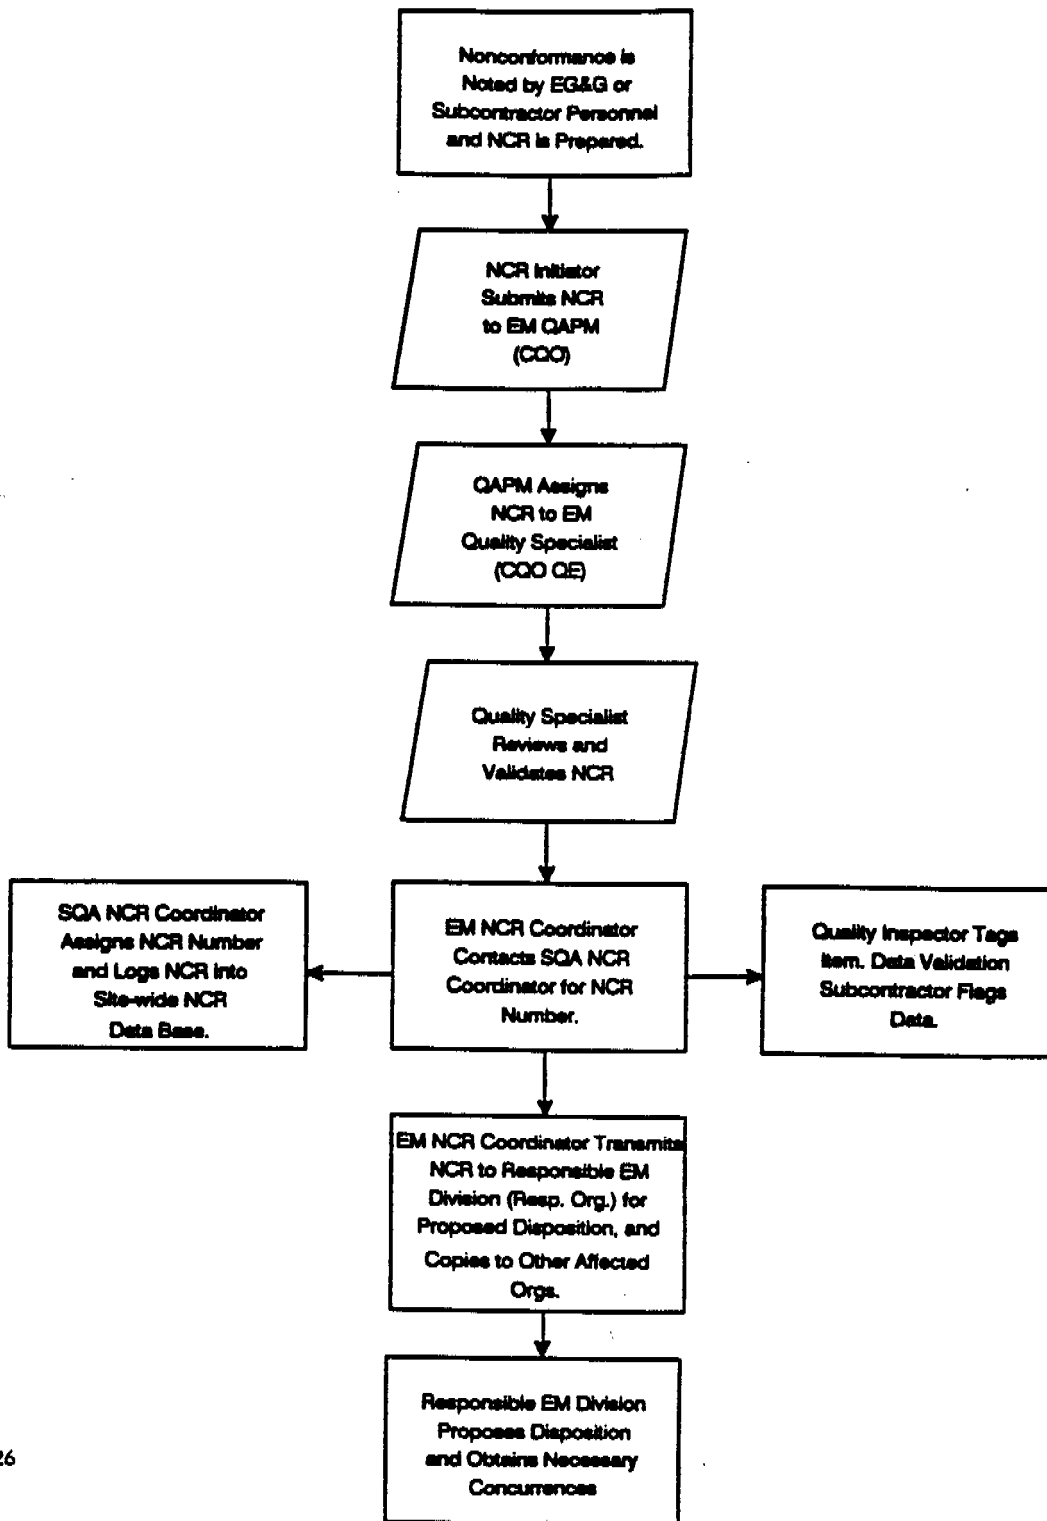 Nonconformance is
Noted by EG&G or
Subcontractor Personnel
and NCR is Prepared.
NCR Initiator
Submits NCR
to EM QAPM
(CQO)
QAPM Assigns
NCR to EM
Quality Specialist
(CQO QE)
Quality Specialist
Reviews and
Validates NCR
SQA NCR Coordinator
Assigns NCR Number
and Logs NCR into
Site-wide NCR
Data Base.
EM NCR Coordinator
Contacts SQA NCR
Coordinator for NCR
Number.
Quality Inspector Tags
Item. Data Validation
Subcontractor Flags
Data.
EM NCR Coordinator Transmits
NCR to Responsible EM
Division (Resp. Org.) for
Proposed Disposition, and
Copies to Other Affected
Orgs.
Responsible EM Division
Proposes Disposition
and Obtains Necessary
Concurrences
26